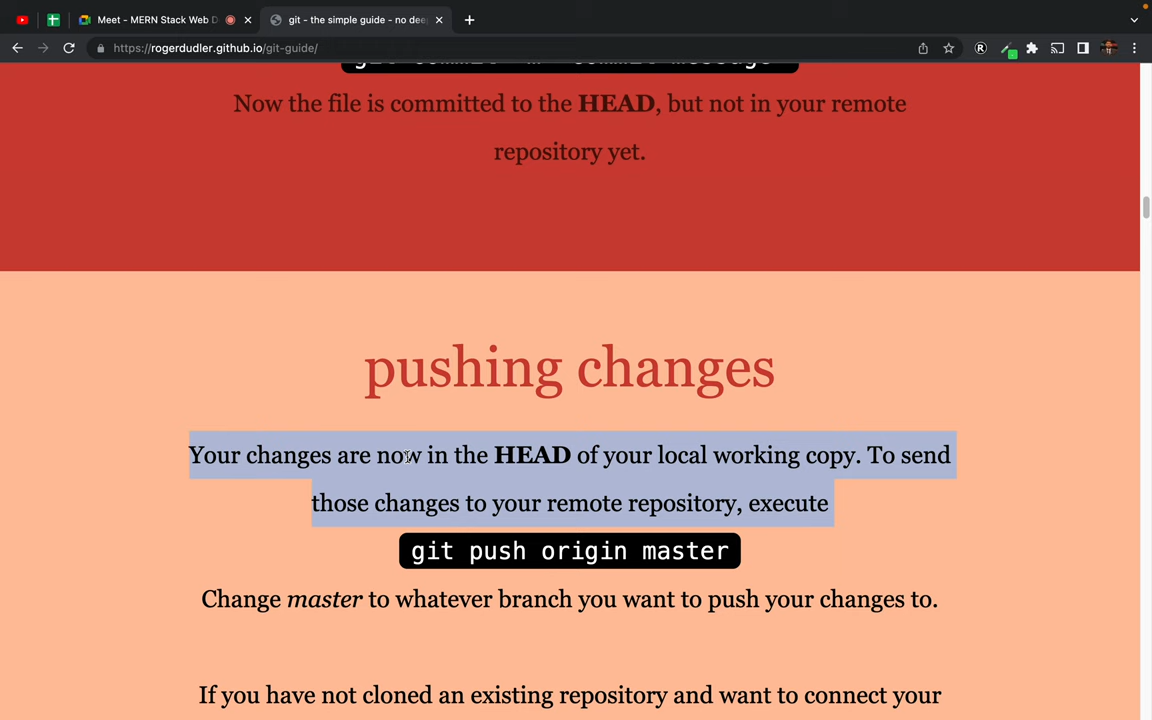 Meet - MERN Stack Web D
git - the simple guide - no dee
https://rogerdudler.github.io/git-guide/
Now the file is committed to the HEAD, but not in your remote
repository yet.
pushing changes
Your changes are now in the HEAD of your local working copy. To send
those changes to your remote repository, execute
git push origin master
Change master to whatever branch you want to push your changes to.
If you have not cloned an existing repository and want to connect your